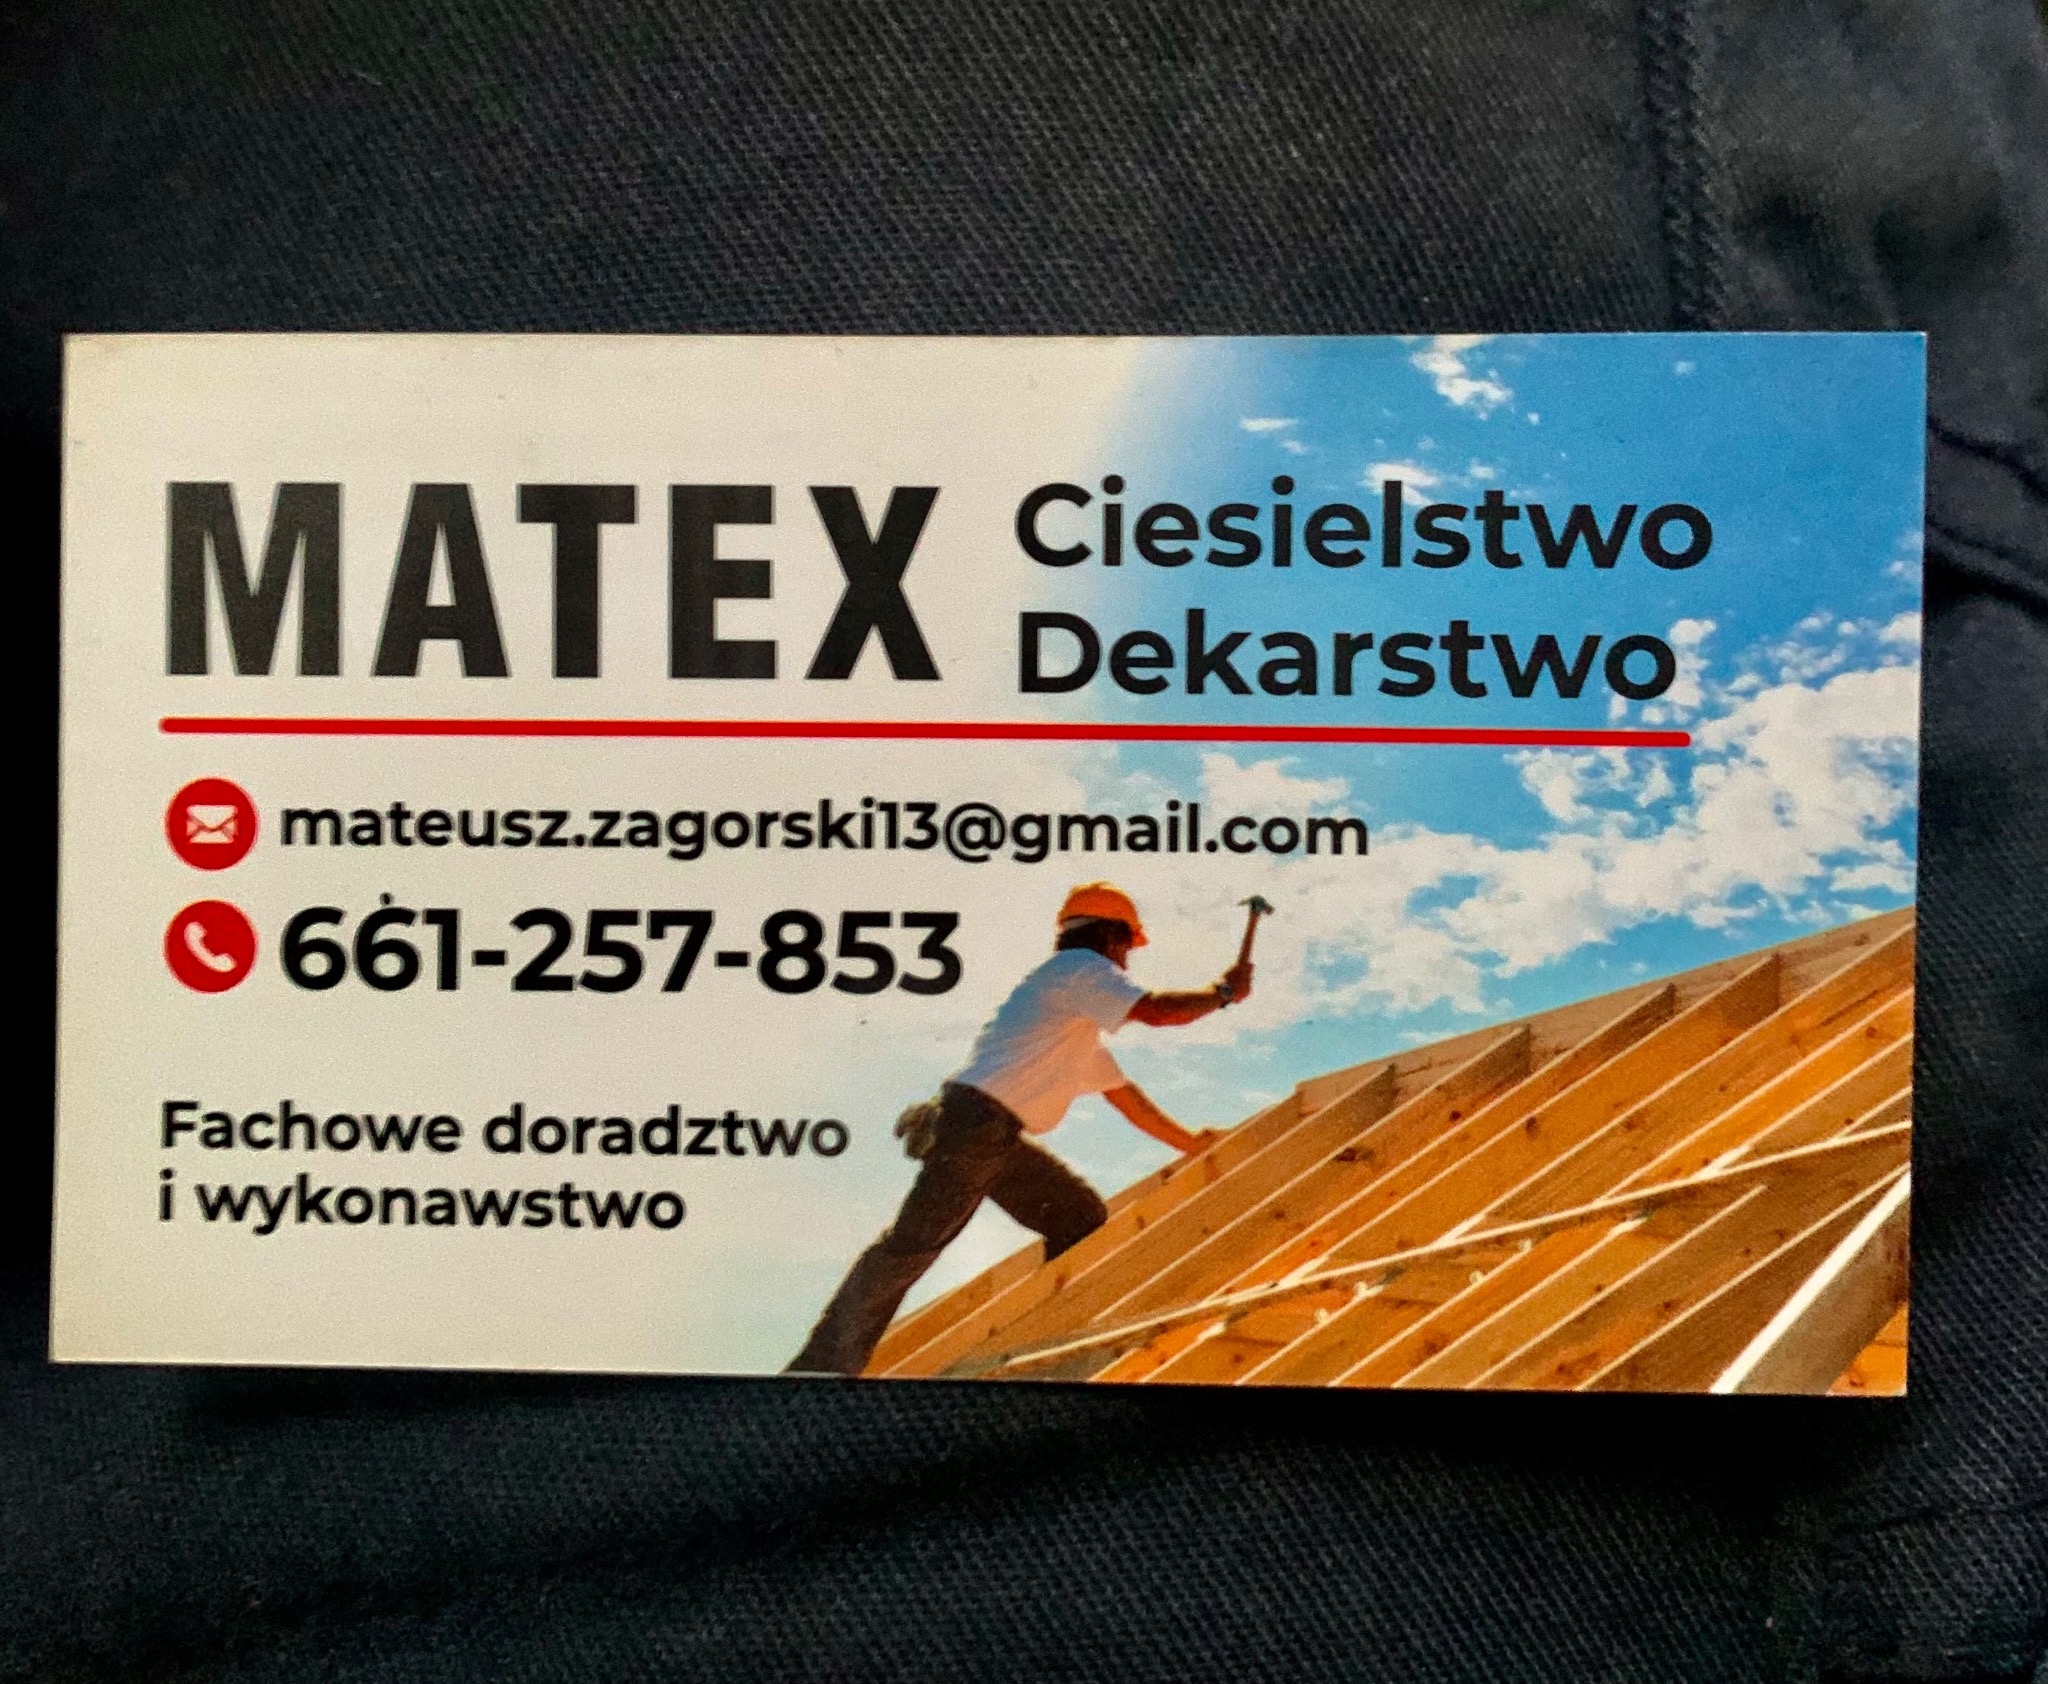 MATEX
Ciesielstwo
Dekarstwo
mateusz.zagorski13@gmail.com
661-257-853
Fachowe doradztwo
i wykonawstwo